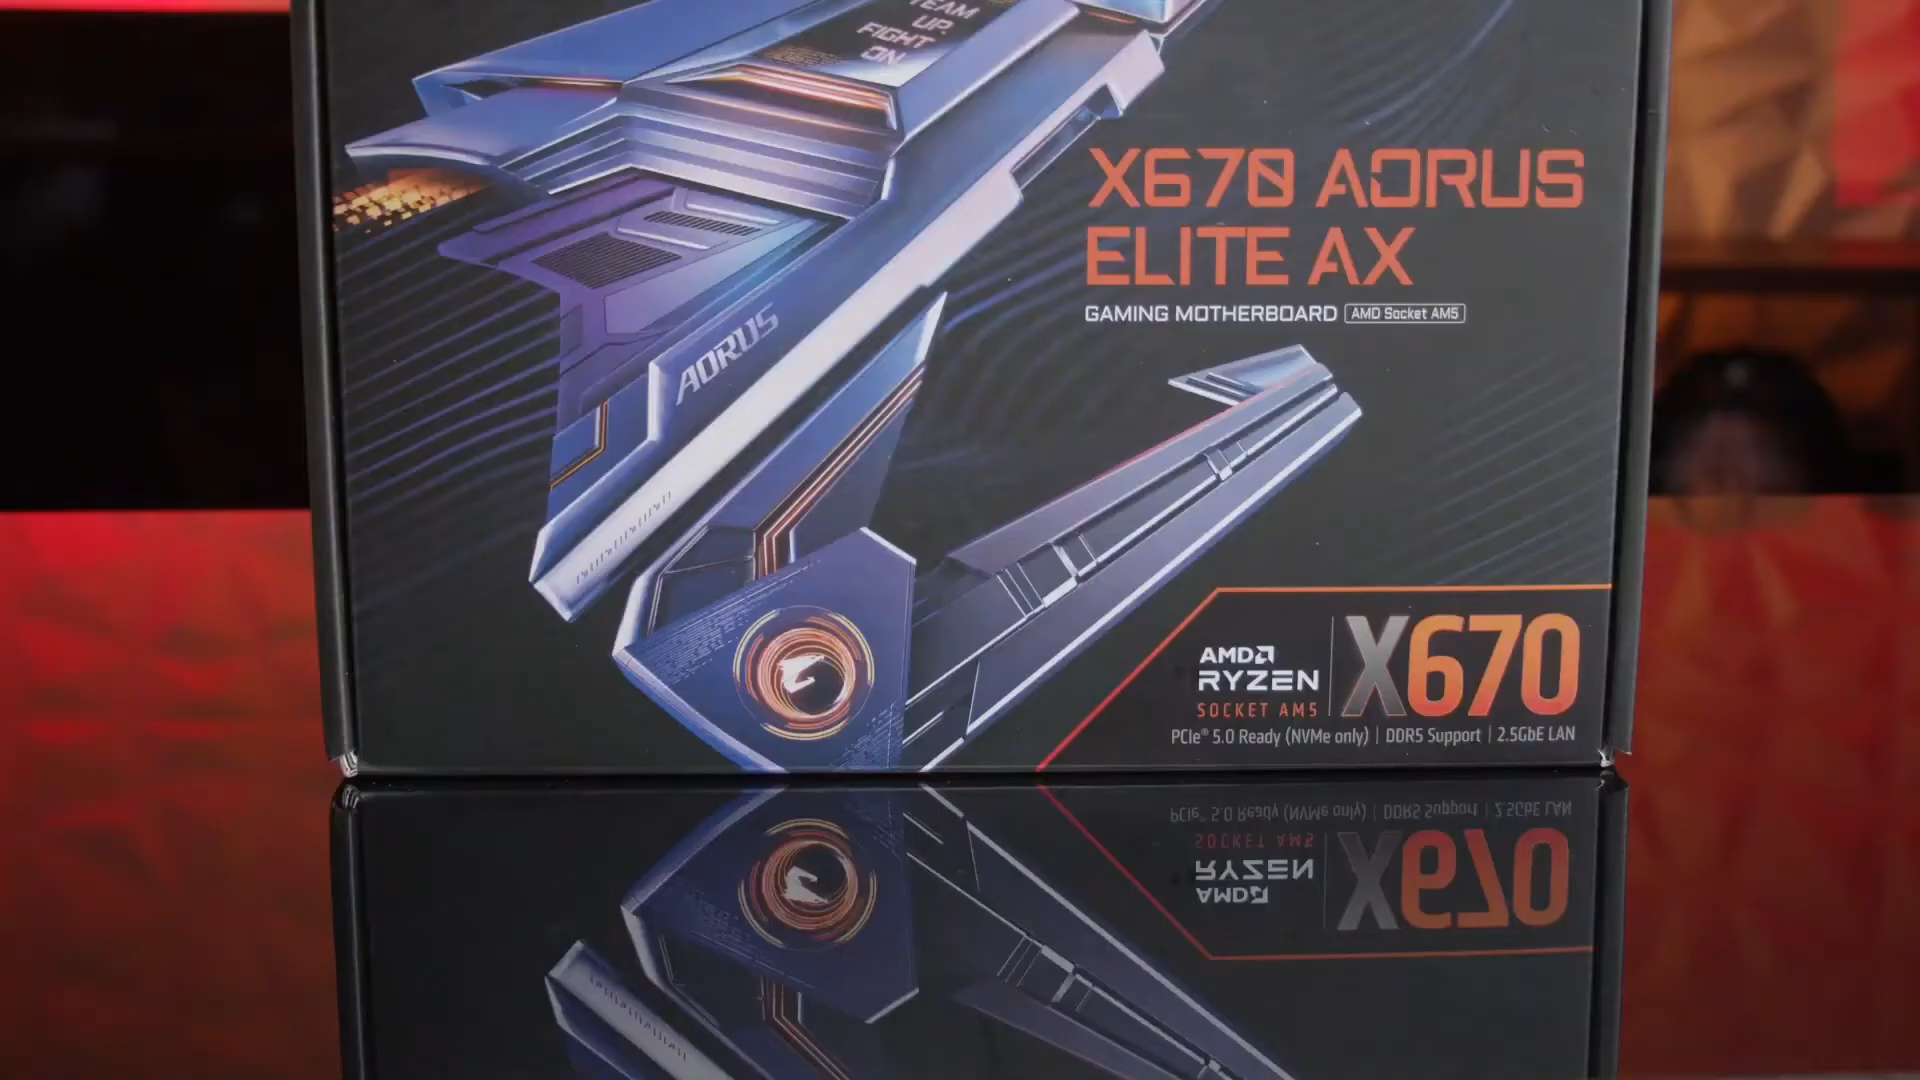 TEAM
UP.
FIGHT
ON.
X670 AORUS
ELITE AX
GAMING MOTHERBOARD AMD Socket AM5
AORUS
AMD
RYZEN
SOCKET AM5
X670
PCIe® 5.0 Ready (NVMe only) | DDR5 Support | 2.5GbE LAN